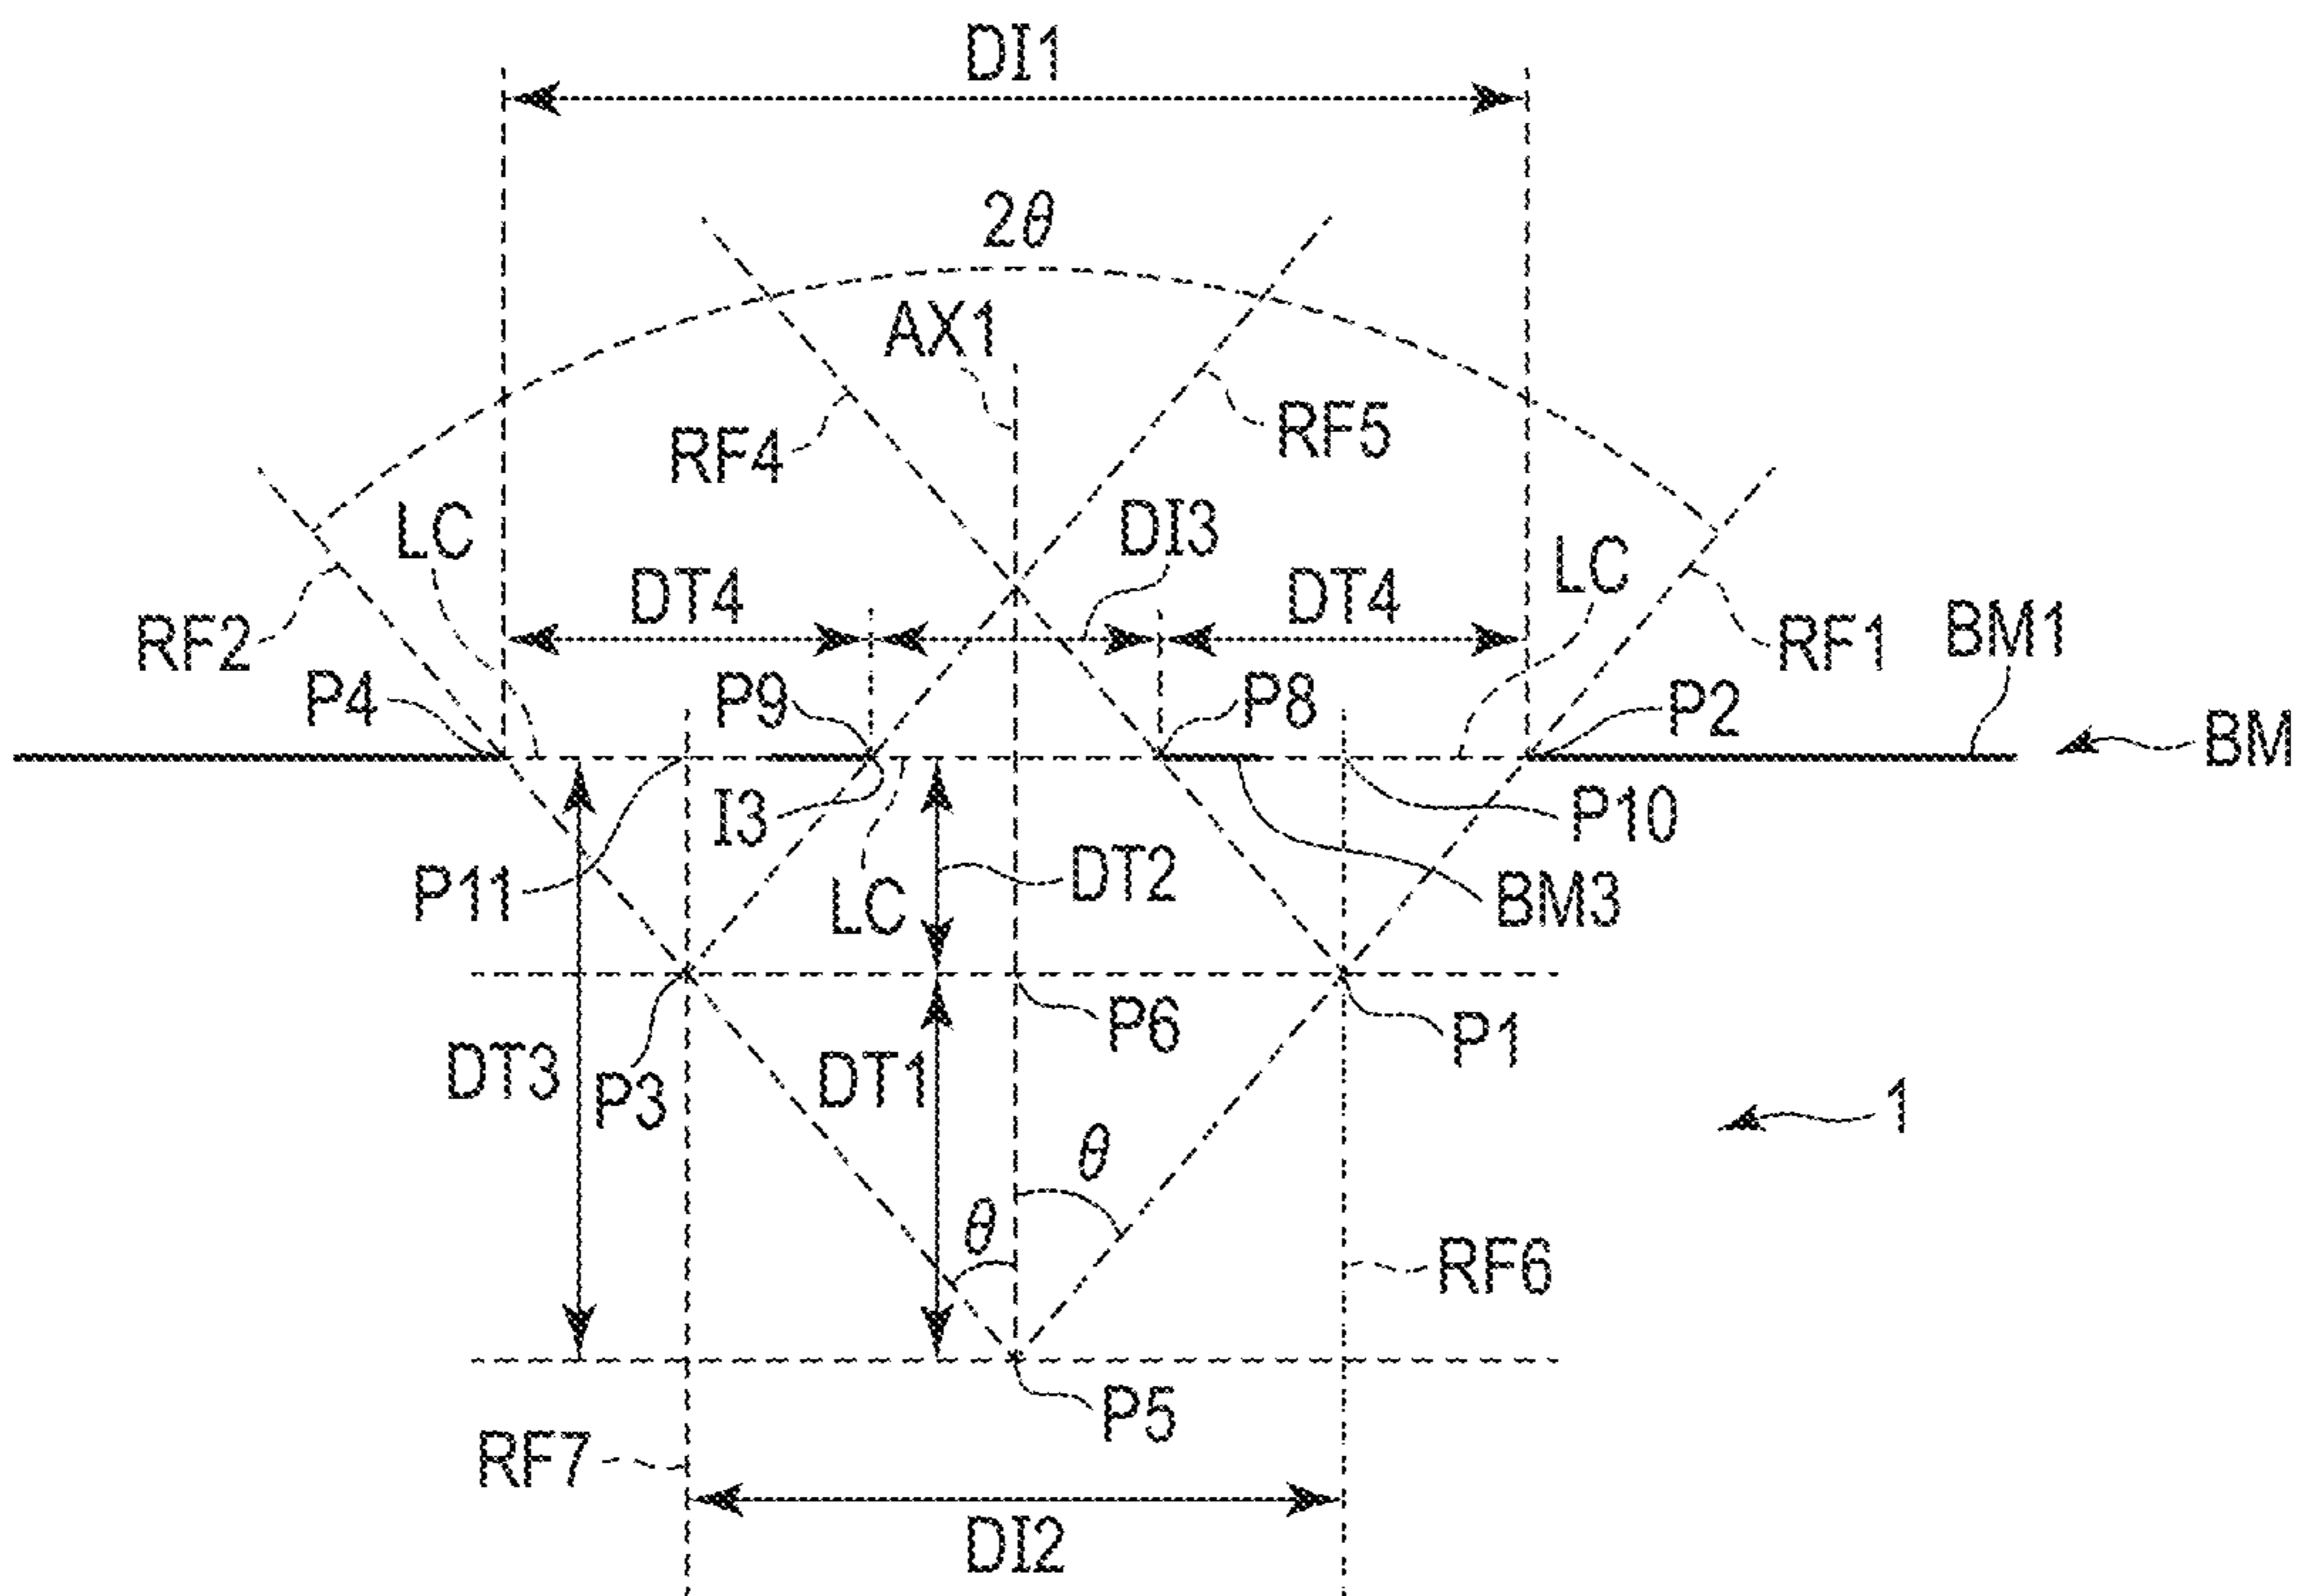 DI1
2θ
AX1
RF4
RF5
LC
DI3
LC
DT4
DT4
RF2
RF1
BM1
P4
P9
P8
P2
BM
I3
P10
P11
LC
DT2
BM3
P6
P1
DT3
P3
DT1
1
θ
θ
RF6
P5
RF7
DI2